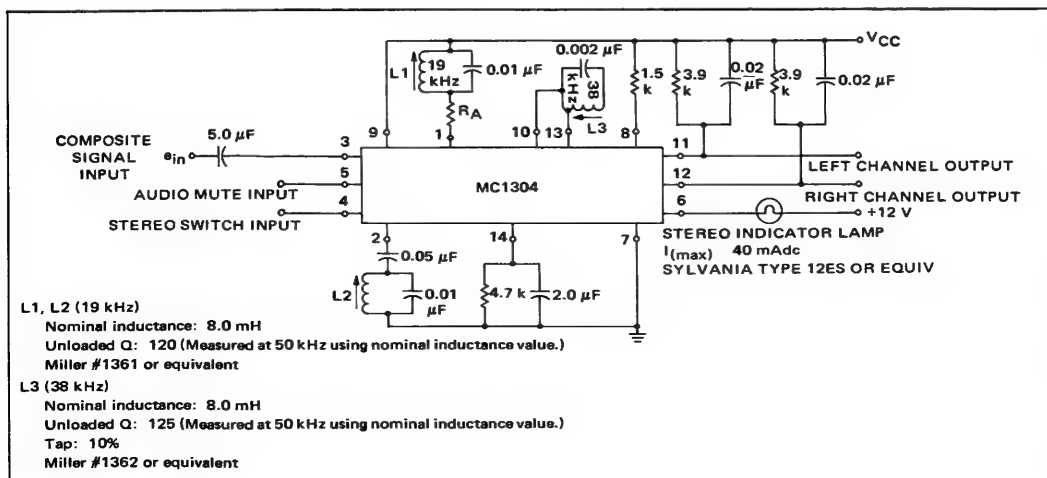 VCC
L1
19
kHz
0.01 μF
RA
0.002 μF
38
kHz
L3
1.5
k
3.9
k
0.02
μF
3.9
k
0.02 μF
9
1
10
13
8
COMPOSITE
SIGNAL
INPUT
ein
5.0 μF
3
5
AUDIO MUTE INPUT
4
STEREO SWITCH INPUT
MC1304
11
LEFT CHANNEL OUTPUT
12
RIGHT CHANNEL OUTPUT
6
+12 V
STEREO INDICATOR LAMP
I(max) 40 mAdc
SYLVANIA TYPE 12ES OR EQUIV
2
14
7
0.05 μF
L2
0.01
μF
4.7 k
2.0 μF
L1, L2 (19 kHz)
Nominal inductance: 8.0 mH
Unloaded Q: 120 (Measured at 50 kHz using nominal inductance value.)
Miller #1361 or equivalent
L3 (38 kHz)
Nominal inductance: 8.0 mH
Unloaded Q: 125 (Measured at 50 kHz using nominal inductance value.)
Tap: 10%
Miller #1362 or equivalent